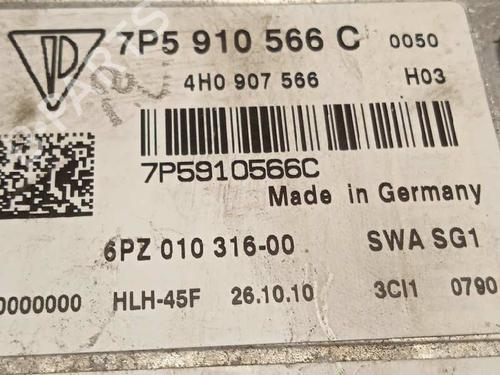 7P5 910 566 C 0050
4H0 907 566 H03
7P5910566C
Made in Germany
6PZ 010 316-00 SWA SG1
0000000 HLH-45F 26.10.10 3CI1 0790